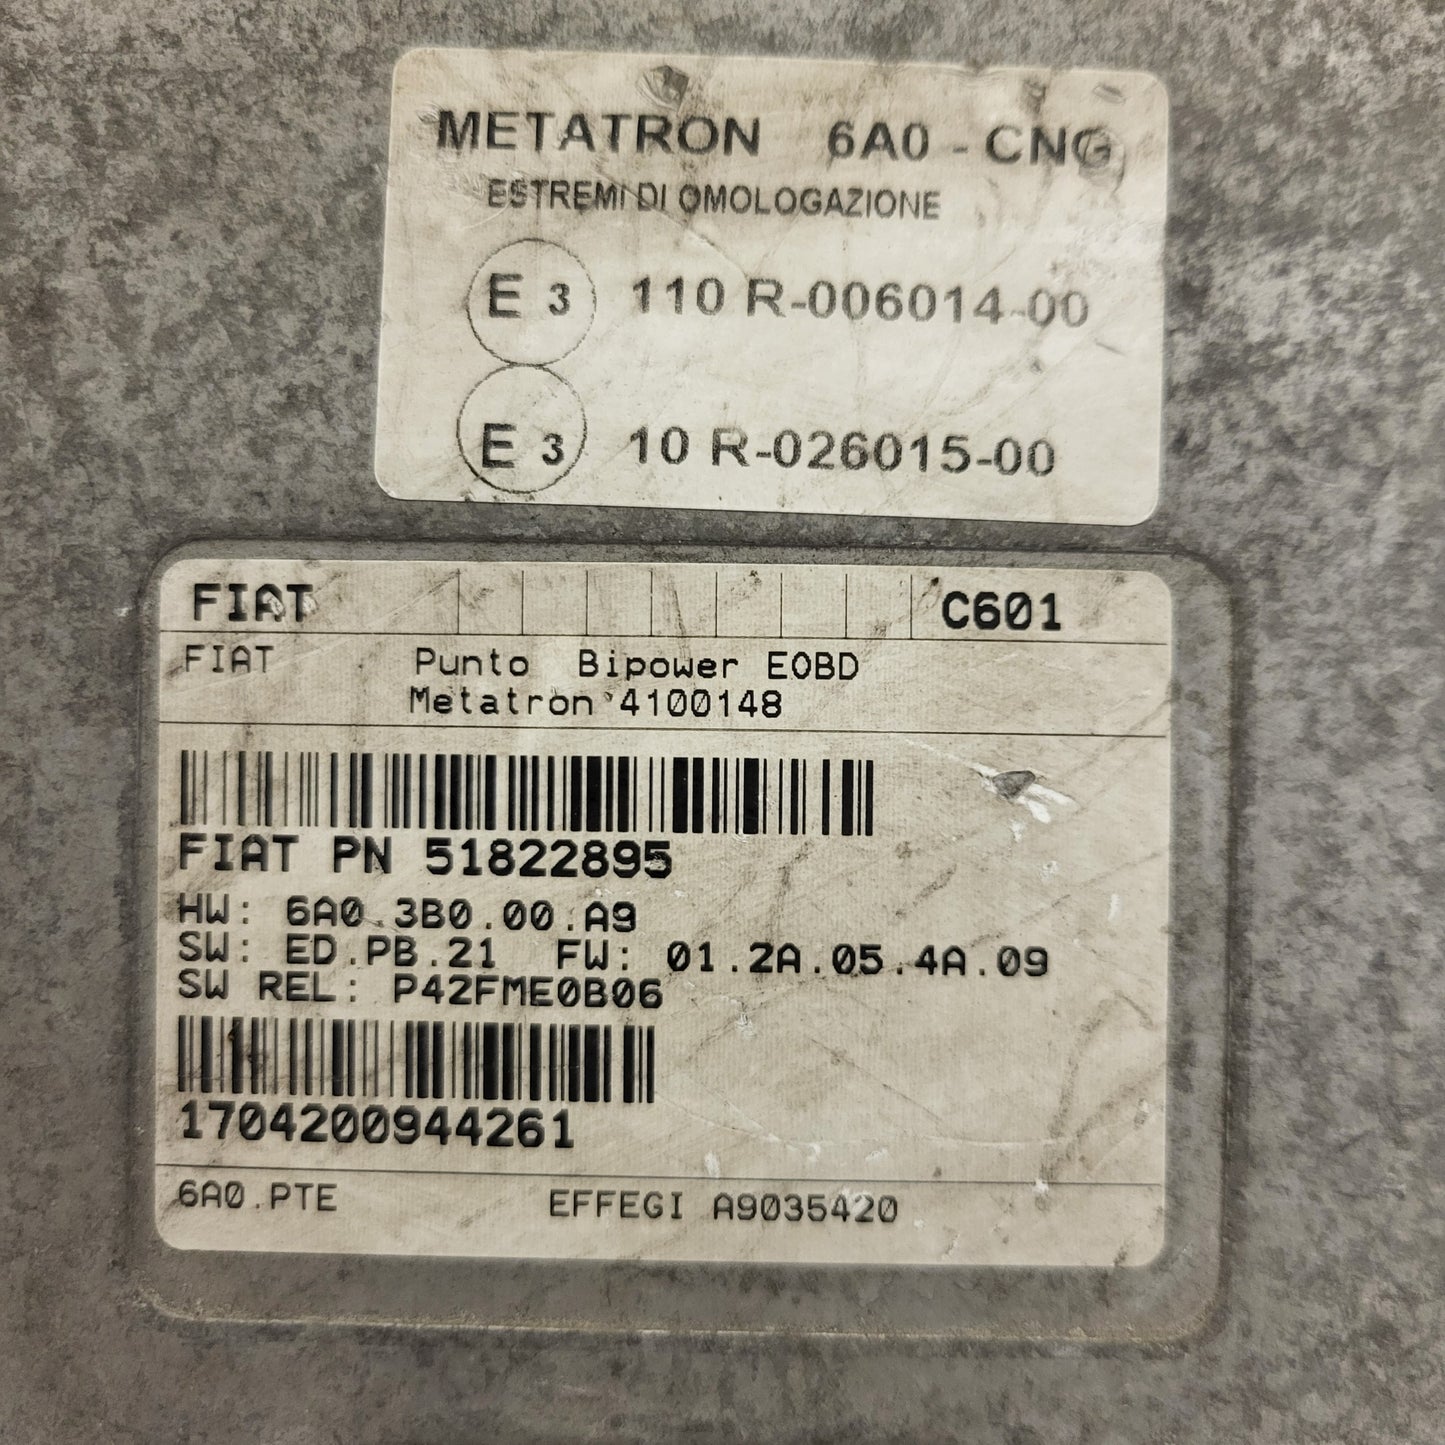 METATRON 6A0 - CNG
ESTREMI DI OMOLOGAZIONE
E 3 110 R-006014-00
E 3 10 R-026015-00
FIAT C601
FIAT Punto Bipower EOBD
Metatron 4100148
FIAT PN 51822895
HW: 6A0.3B0.00.A9
SW: ED.PB.21 FW: 01.2A.05.4A.09
SW REL: P42FME0B06
1704200944261
6A0.PTE EFFEGI A9035420